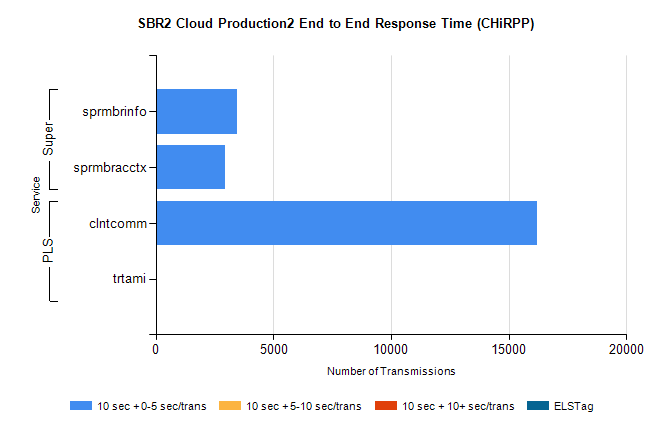 SBR2 Cloud Production2 End to End Response Time (CHiRPP)
Service
Super
sprmbrinfo
sprmbracctx
PLS
clntcomm
trtami
0 5000 10000 15000 20000
Number of Transmissions
10 sec +0-5 sec/trans 10 sec +5-10 sec/trans 10 sec + 10+ sec/trans ELSTag